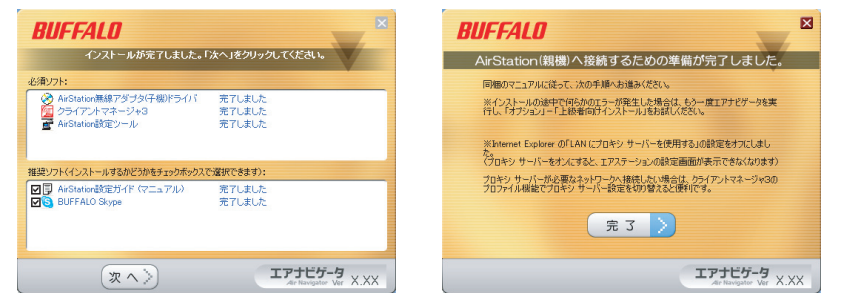 BUFFALO
インストールが完了しました。「次へ」をクリックしてください。
必須ソフト:
AirStation無線アダプタ(子機)ドライバ 完了しました
クライアントマネージャ3 完了しました
AirStation設定ツール 完了しました
推奨ソフト(インストールするかどうかをチェックボックスで選択できます):
AirStation設定ガイド (マニュアル) 完了しました
BUFFALO Skype 完了しました
次へ
エアナビゲータ
Air Navigator Ver X.XX
BUFFALO
AirStation(親機)へ接続するための準備が完了しました。
同梱のマニュアルに従って、次の手順へお進みください。
※インストールの途中で何らかのエラーが発生した場合は、もう一度エアナビゲータを実
行し、「オプション」-「上級者向けインストール」をお試しください。
※Internet Explorer の「LAN にプロキシ サーバーを使用する」の設定をオフにしまし
た。
(プロキシ サーバーをオンにすると、エアステーションの設定画面が表示できなくなります)
プロキシ サーバーが必要なネットワークへ接続したい場合は、クライアントマネージャ3の
プロファイル機能でプロキシ サーバー設定を切り替えると便利です。
完了
エアナビゲータ
Air Navigator Ver X.XX